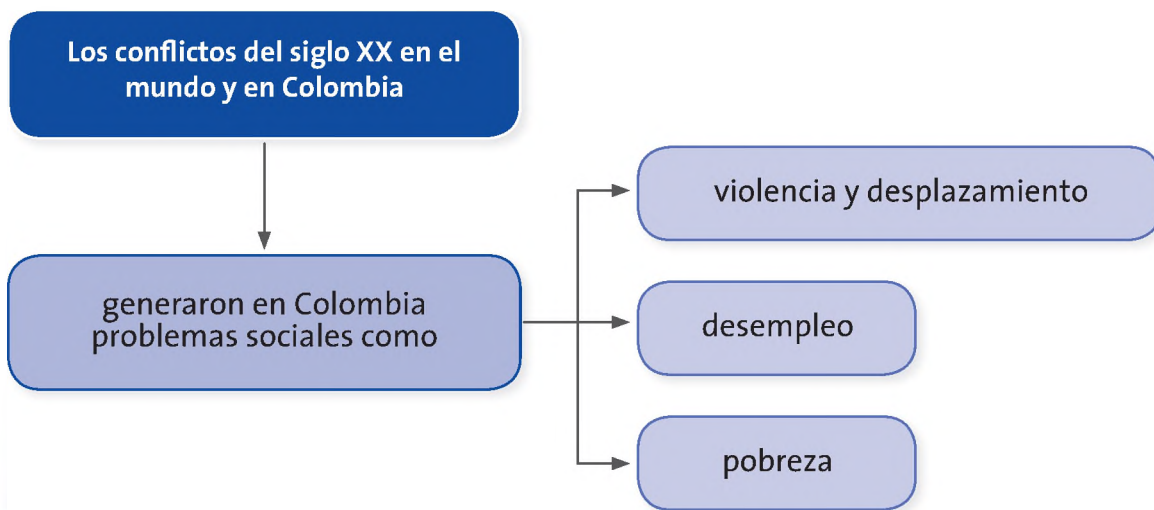 Los conflictos del siglo XX en el
mundo y en Colombia
generaron en Colombia
problemas sociales como
violencia y desplazamiento
desempleo
pobreza